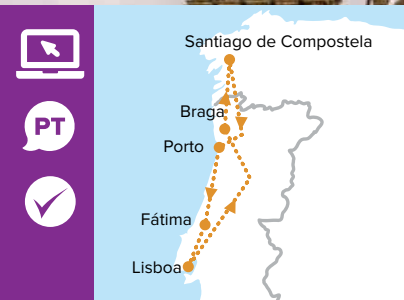 Santiago de Compostela
PT
Braga
Porto
Fátima
Lisboa